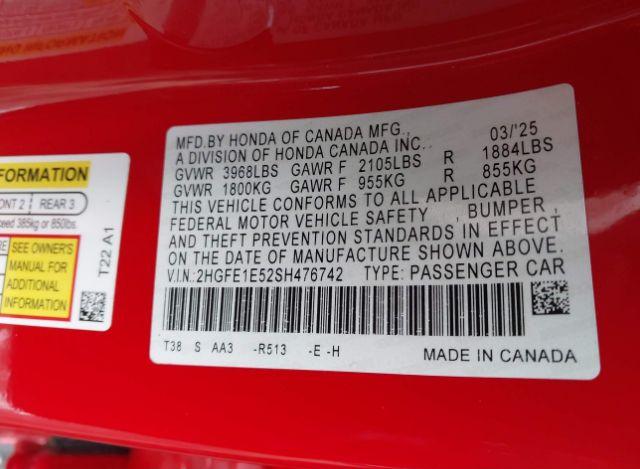 MFD.BY HONDA OF CANADA MFG., 03/'25
A DIVISION OF HONDA CANADA INC..
GVWR 3968LBS GAWR F 2105LBS R 1884LBS
GVWR 1800KG GAWR F 955KG R 855KG
THIS VEHICLE CONFORMS TO ALL APPLICABLE
FEDERAL MOTOR VEHICLE SAFETY , BUMPER,
AND THEFT PREVENTION STANDARDS IN EFFECT
ON THE DATE OF MANUFACTURE SHOWN ABOVE.
V.I.N.:2HGFE1E52SH476742 TYPE: PASSENGER CAR
T38 S AA3 -R513 -E -H
MADE IN CANADA
FORMATION
ONT 2 REAR 3
ceed 385kg or 850lbs.
RE
SEE OWNER'S
MANUAL FOR
ADDITIONAL
INFORMATION
T22 A1